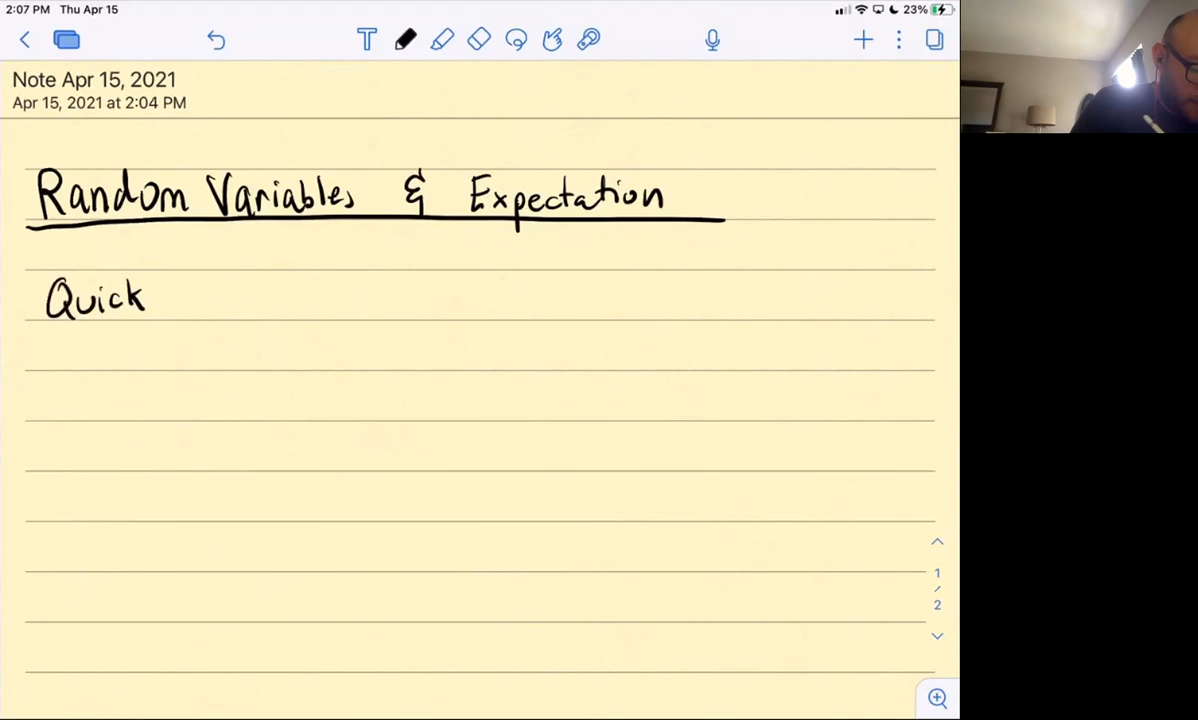 2:07 PM Thu Apr 15
23%
Note Apr 15, 2021
Apr 15, 2021 at 2:04 PM
Random Variables & Expectation
Quick
1
/
2